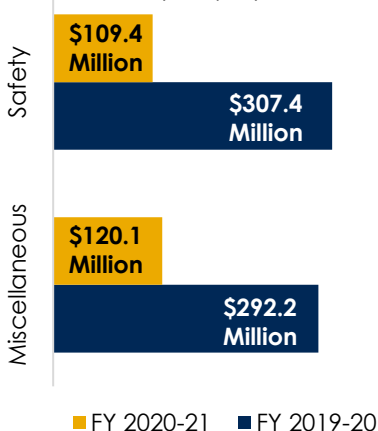 Safety
$109.4
Million
$307.4
Million
Miscellaneous
$120.1
Million
$292.2
Million
FY 2020-21 FY 2019-20